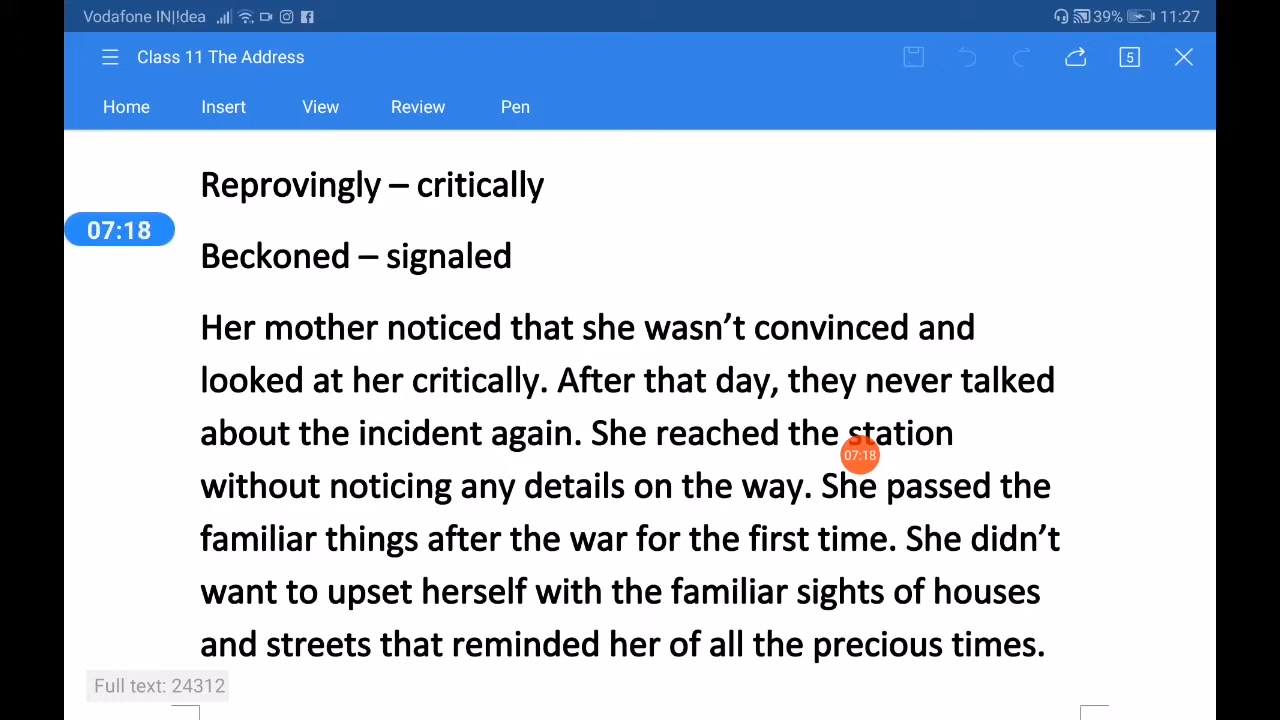 Vodafone IN|!dea 39% 11:27
Class 11 The Address 5
Home Insert View Review Pen
Reprovingly – critically
07:18
Beckoned – signaled
Her mother noticed that she wasn’t convinced and
looked at her critically. After that day, they never talked
about the incident again. She reached the station
07:18
without noticing any details on the way. She passed the
familiar things after the war for the first time. She didn’t
want to upset herself with the familiar sights of houses
and streets that reminded her of all the precious times.
Full text: 24312